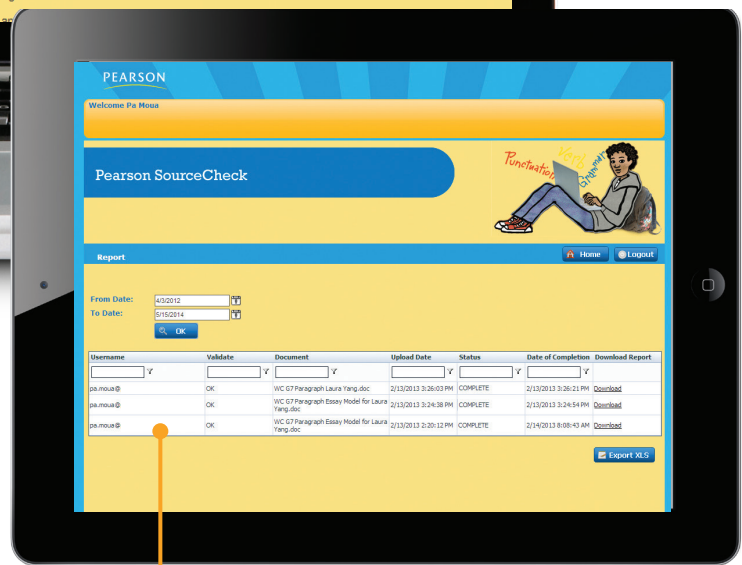 PEARSON
Welcome Pa Moua
Pearson SourceCheck
Punctuation
Verb
Grammar
Report
Home
Logout
From Date:
4/3/2012
To Date:
5/15/2014
OK
Username Validate Document Upload Date Status Date of Completion Download Report
pa.moua@ OK WC G7 Paragraph Laura Yang.doc 2/13/2013 3:26:03 PM COMPLETE 2/13/2013 3:26:21 PM Download
pa.moua@ OK WC G7 Paragraph Essay Model for Laura Yang.doc 2/13/2013 3:24:38 PM COMPLETE 2/13/2013 3:24:54 PM Download
pa.moua@ OK WC G7 Paragraph Essay Model for Laura Yang.doc 2/13/2013 2:20:12 PM COMPLETE 2/14/2013 8:08:43 AM Download
Export XLS